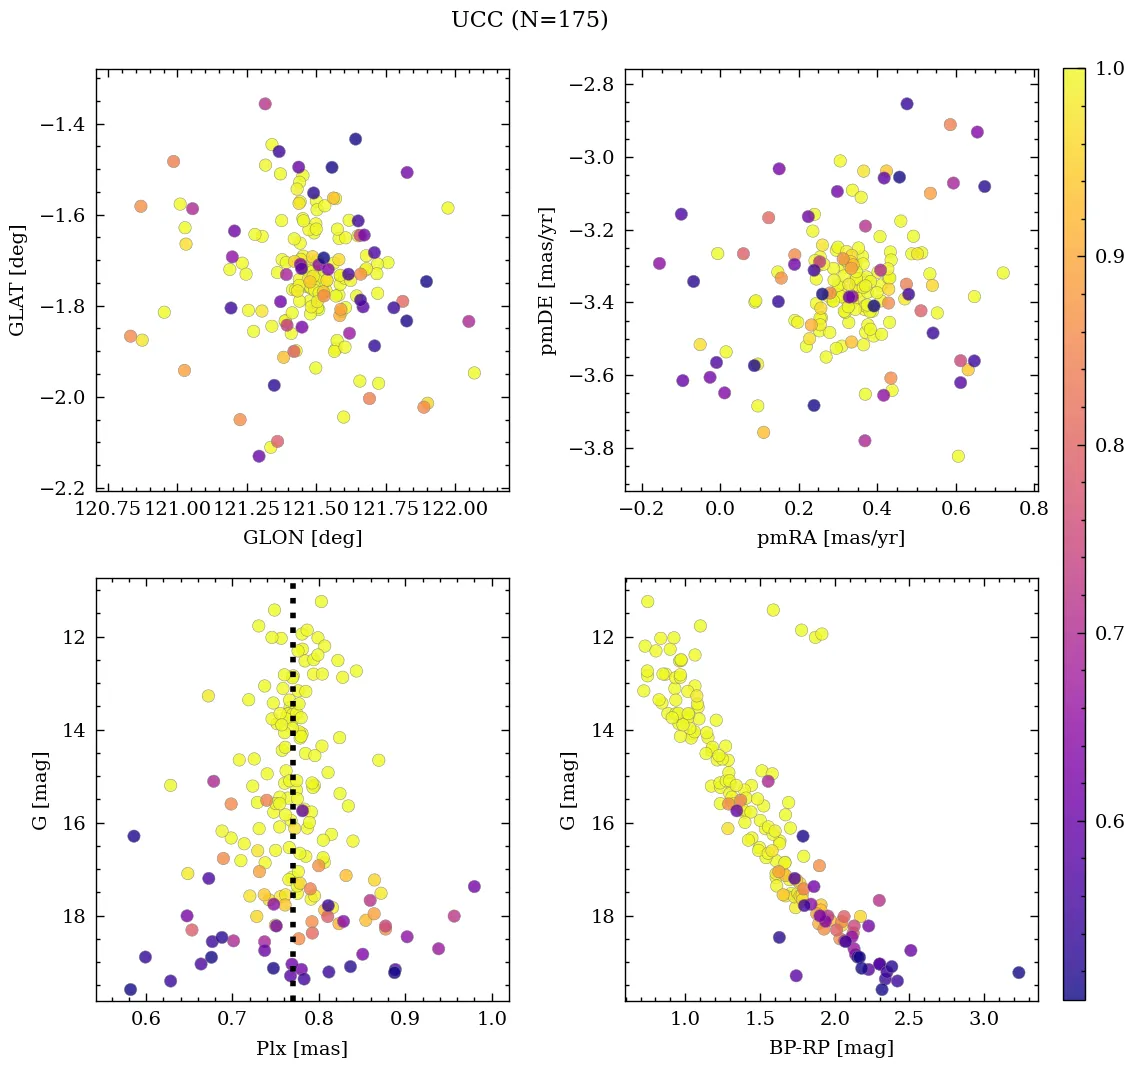 UCC (N=175)
−1.4
−1.6
−1.8
−2.0
−2.2
GLAT [deg]
120.75 121.00 121.25 121.50 121.75 122.00
GLON [deg]
−2.8
−3.0
−3.2
−3.4
−3.6
−3.8
pmDE [mas/yr]
−0.2 0.0 0.2 0.4 0.6 0.8
pmRA [mas/yr]
12
14
16
18
G [mag]
0.6 0.7 0.8 0.9 1.0
Plx [mas]
12
14
16
18
G [mag]
1.0 1.5 2.0 2.5 3.0
BP-RP [mag]
1.0
0.9
0.8
0.7
0.6